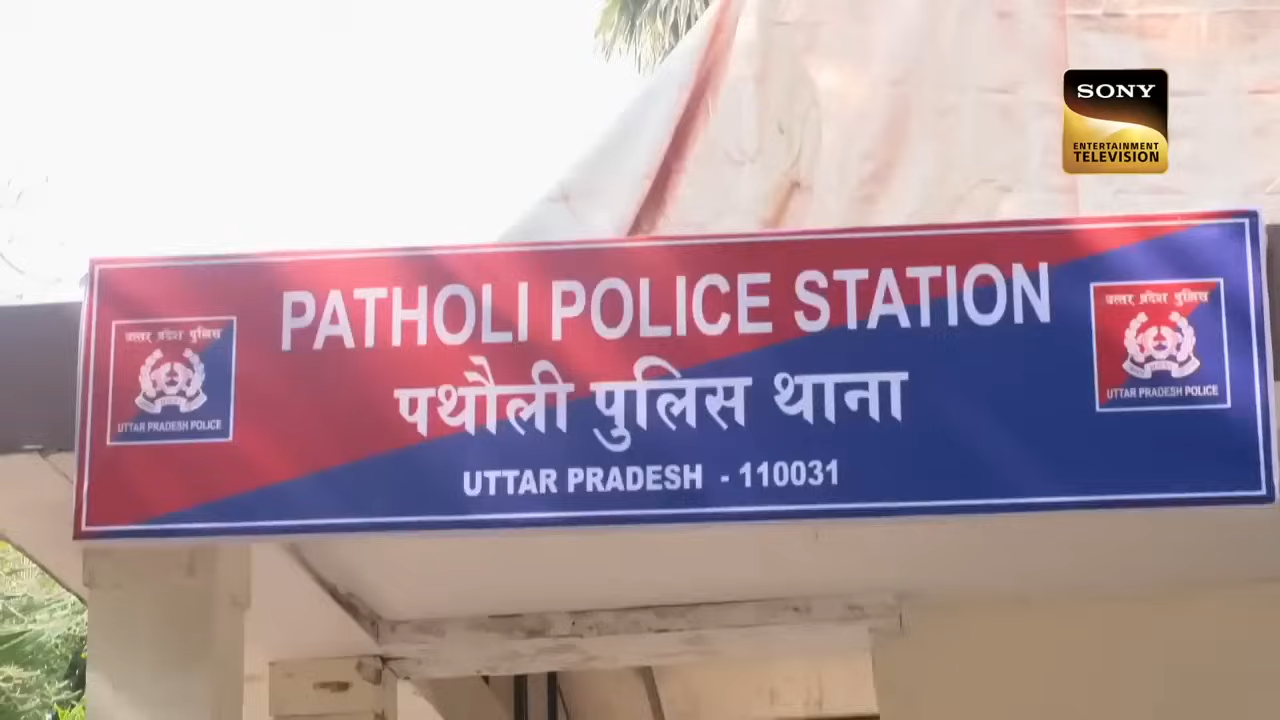 SONY
ENTERTAINMENT
TELEVISION
PATHOLI POLICE STATION
पथौली पुलिस थाना
UTTAR PRADESH - 110031
उत्तर प्रदेश पुलिस
UTTAR PRADESH POLICE
उत्तर प्रदेश पुलिस
UTTAR PRADESH POLICE